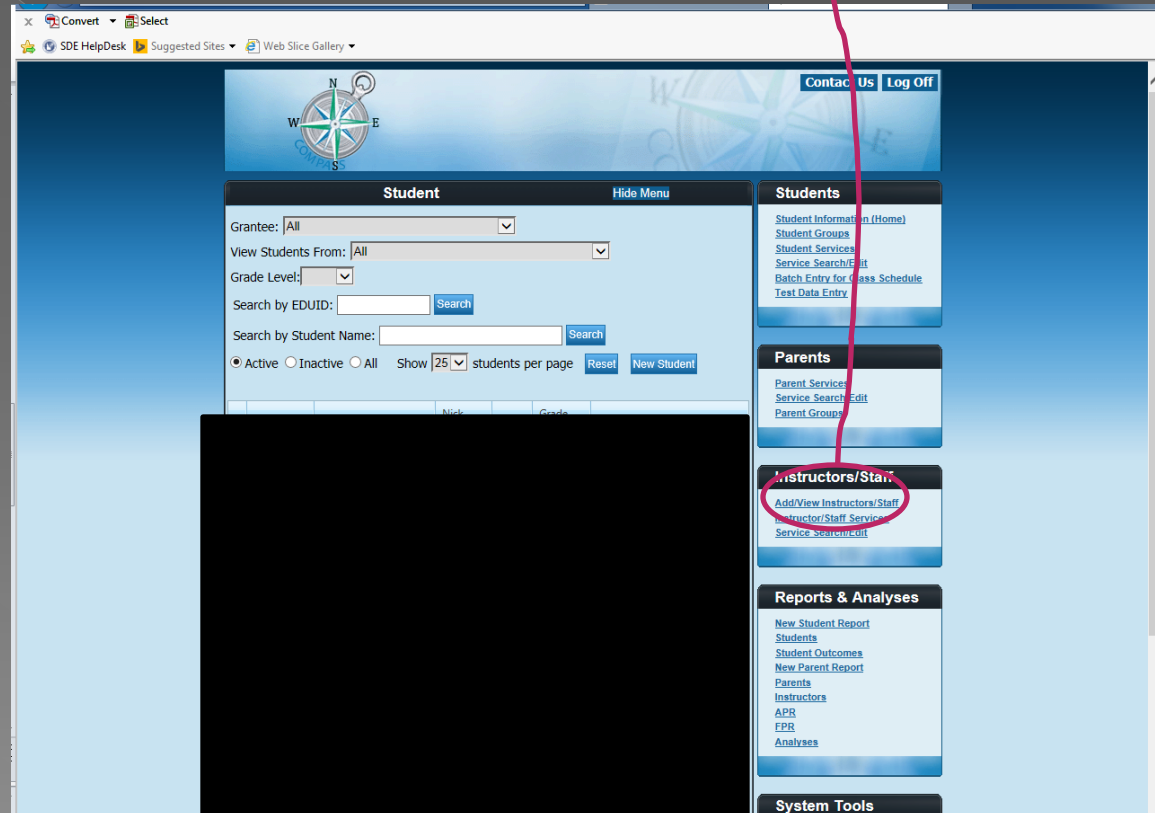 x Convert Select
SDE HelpDesk Suggested Sites Web Slice Gallery
N
W E
S
COMPASS
W
E
Contact Us Log Off
Student Hide Menu
Grantee: All
View Students From: All
Grade Level:
Search by EDUID: Search
Search by Student Name: Search
Active Inactive All Show 25 students per page Reset New Student
Nick Grade
Students
Student Information (Home)
Student Groups
Student Services
Service Search/Edit
Batch Entry for Class Schedule
Test Data Entry
Parents
Parent Services
Service Search/Edit
Parent Groups
Instructors/Staff
Add/View Instructors/Staff
Instructor/Staff Services
Service Search/Edit
Reports & Analyses
New Student Report
Students
Student Outcomes
New Parent Report
Parents
Instructors
APR
FPR
Analyses
System Tools